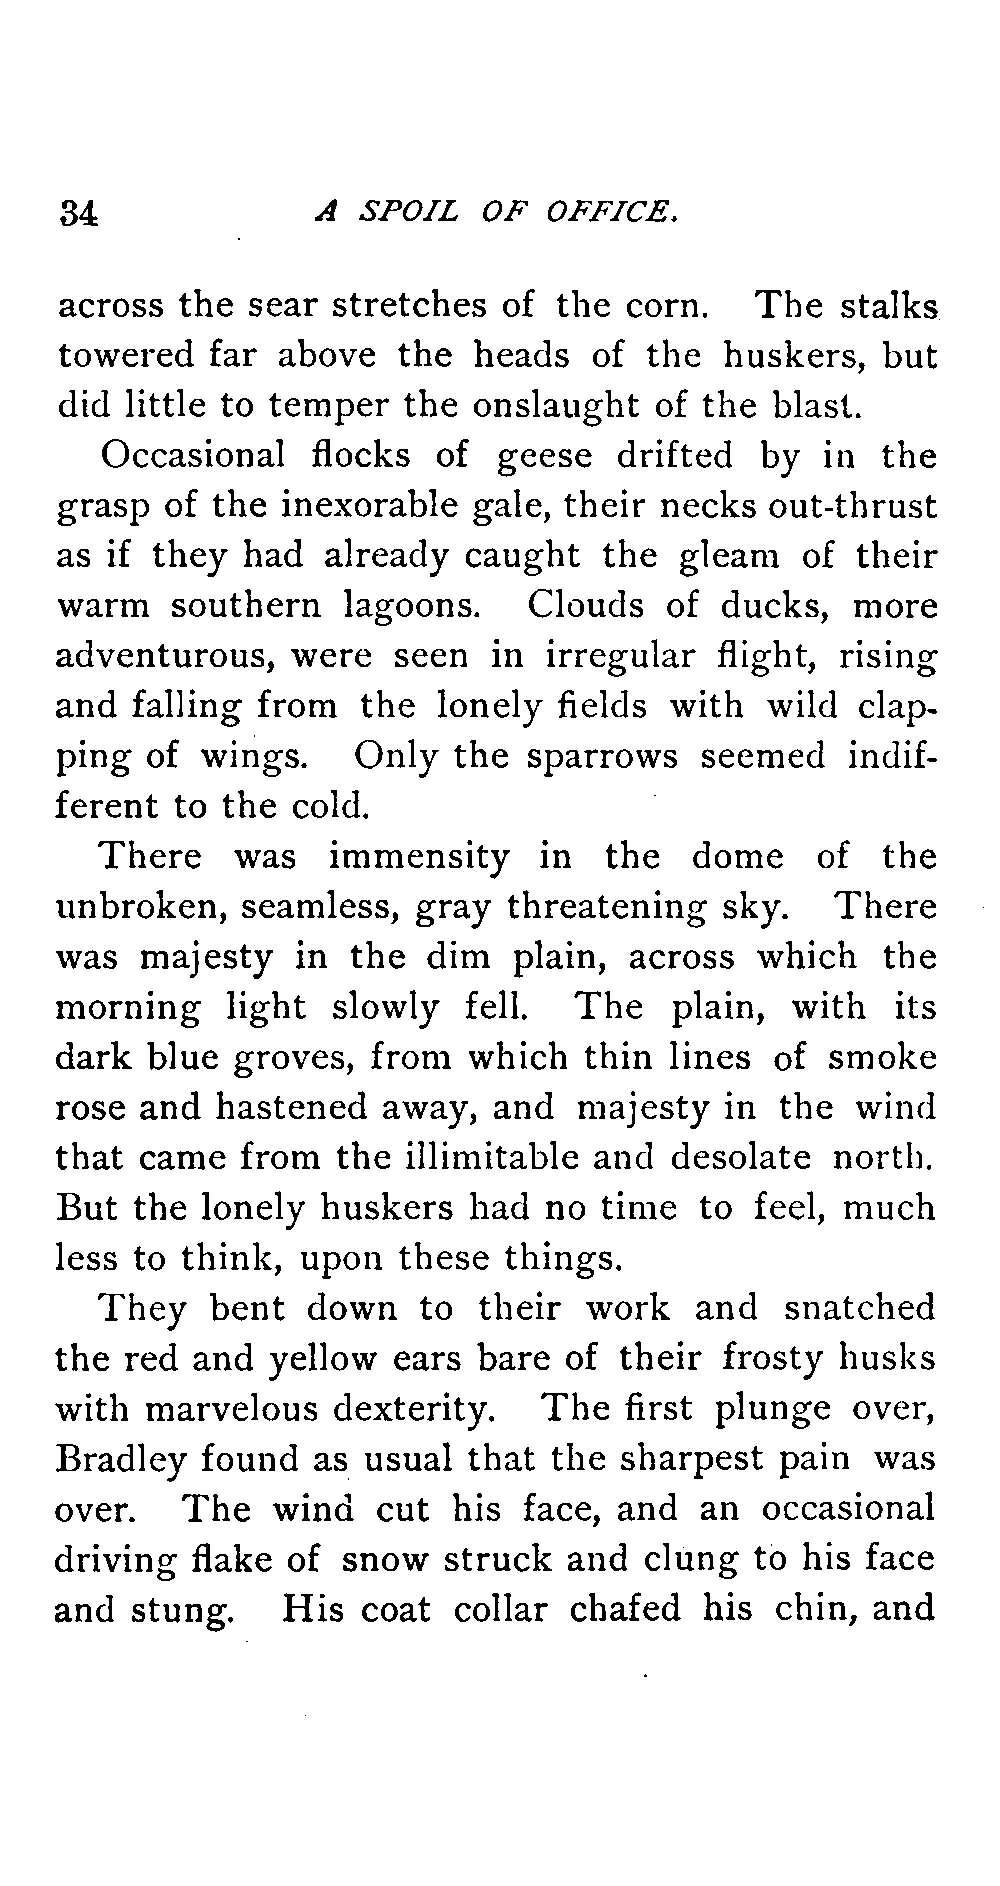 34 A SPOIL OF OFFICE.
across the sear stretches of the corn. The stalks
towered far above the heads of the huskers, but
did little to temper the onslaught of the blast.
Occasional flocks of geese drifted by in the
grasp of the inexorable gale, their necks out-thrust
as if they had already caught the gleam of their
warm southern lagoons. Clouds of ducks, more
adventurous, were seen in irregular flight, rising
and falling from the lonely fields with wild clap-
ping of wings. Only the sparrows seemed indif-
ferent to the cold.
There was immensity in the dome of the
unbroken, seamless, gray threatening sky. There
was majesty in the dim plain, across which the
morning light slowly fell. The plain, with its
dark blue groves, from which thin lines of smoke
rose and hastened away, and majesty in the wind
that came from the illimitable and desolate north.
But the lonely huskers had no time to feel, much
less to think, upon these things.
They bent down to their work and snatched
the red and yellow ears bare of their frosty husks
with marvelous dexterity. The first plunge over,
Bradley found as usual that the sharpest pain was
over. The wind cut his face, and an occasional
driving flake of snow struck and clung to his face
and stung. His coat collar chafed his chin, and